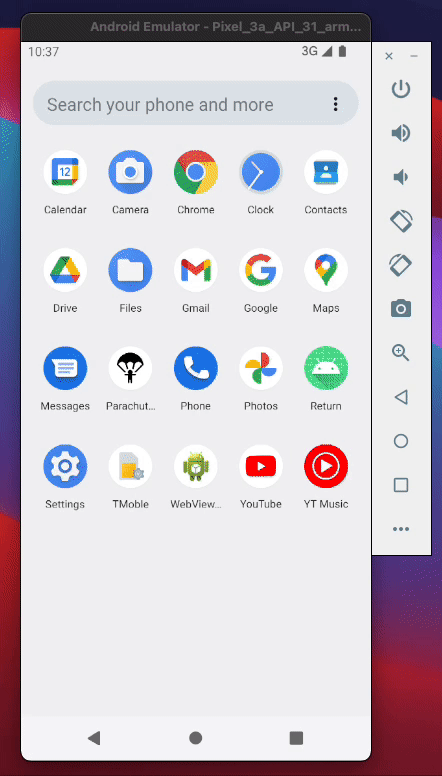 Android Emulator - Pixel_3a_API_31_arm...
10:37
3G
Search your phone and more
12
Calendar
Camera
Chrome
Clock
Contacts
Drive
Files
Gmail
Google
Maps
Messages
Parachut...
Phone
Photos
Return
Settings
TMoble
WebView...
YouTube
YT Music